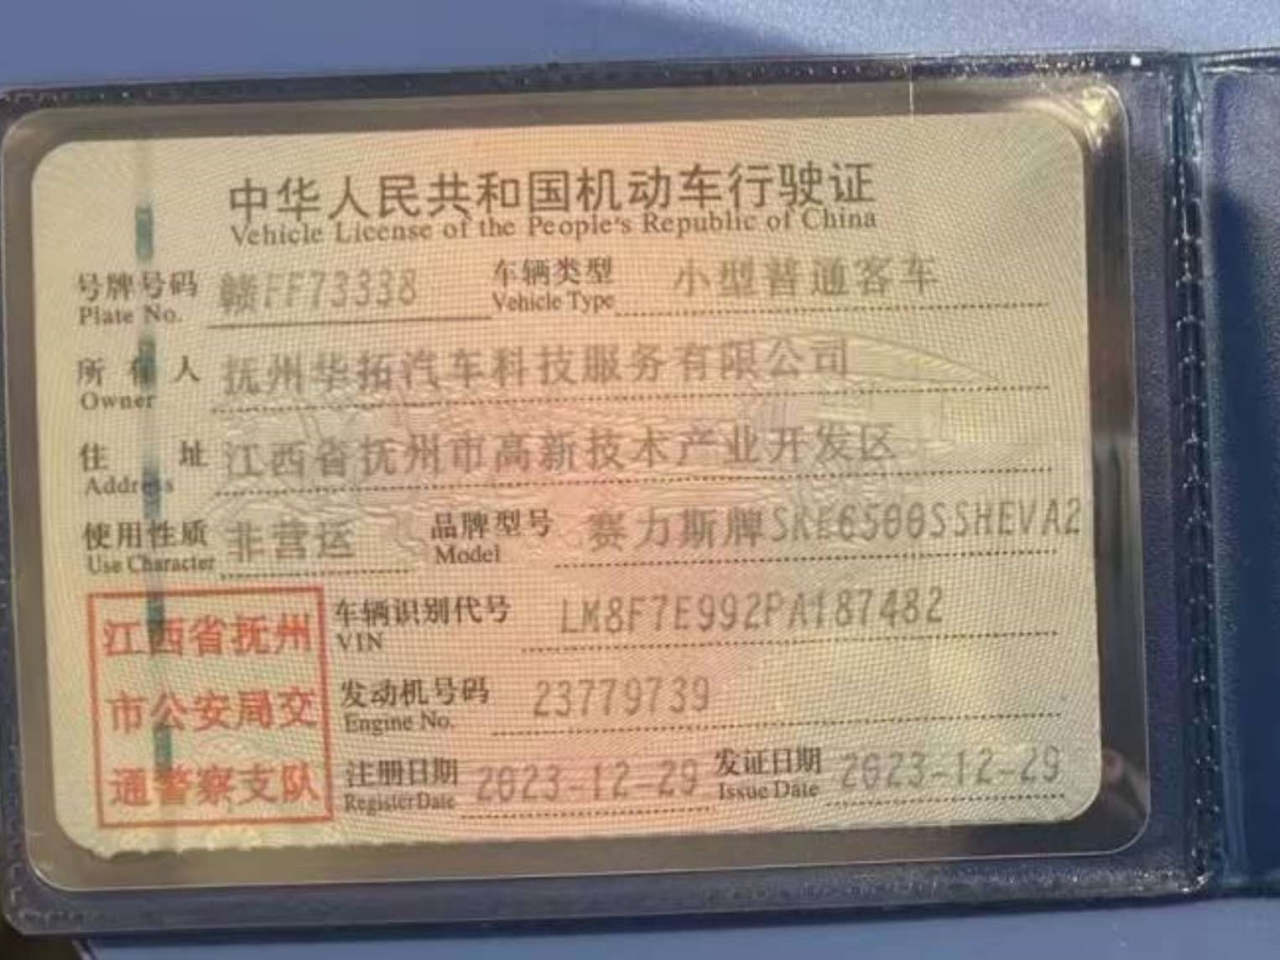 中华人民共和国机动车行驶证
Vehicle License of the People's Republic of China
号牌号码 赣FF73338 车辆类型 小型普通客车
Plate No. Vehicle Type
所有人 抚州华拓汽车科技服务有限公司
Owner
住址 江西省抚州市高新技术产业开发区
Address
使用性质 非营运 品牌型号 赛力斯牌SKE6500SSHEVA2
Use Character Model
江西省抚州
市公安局交
通警察支队
车辆识别代号 LM8F7E992PA187482
VIN
发动机号码 23779739
Engine No.
注册日期 2023-12-29 发证日期 2023-12-29
Register Date Issue Date